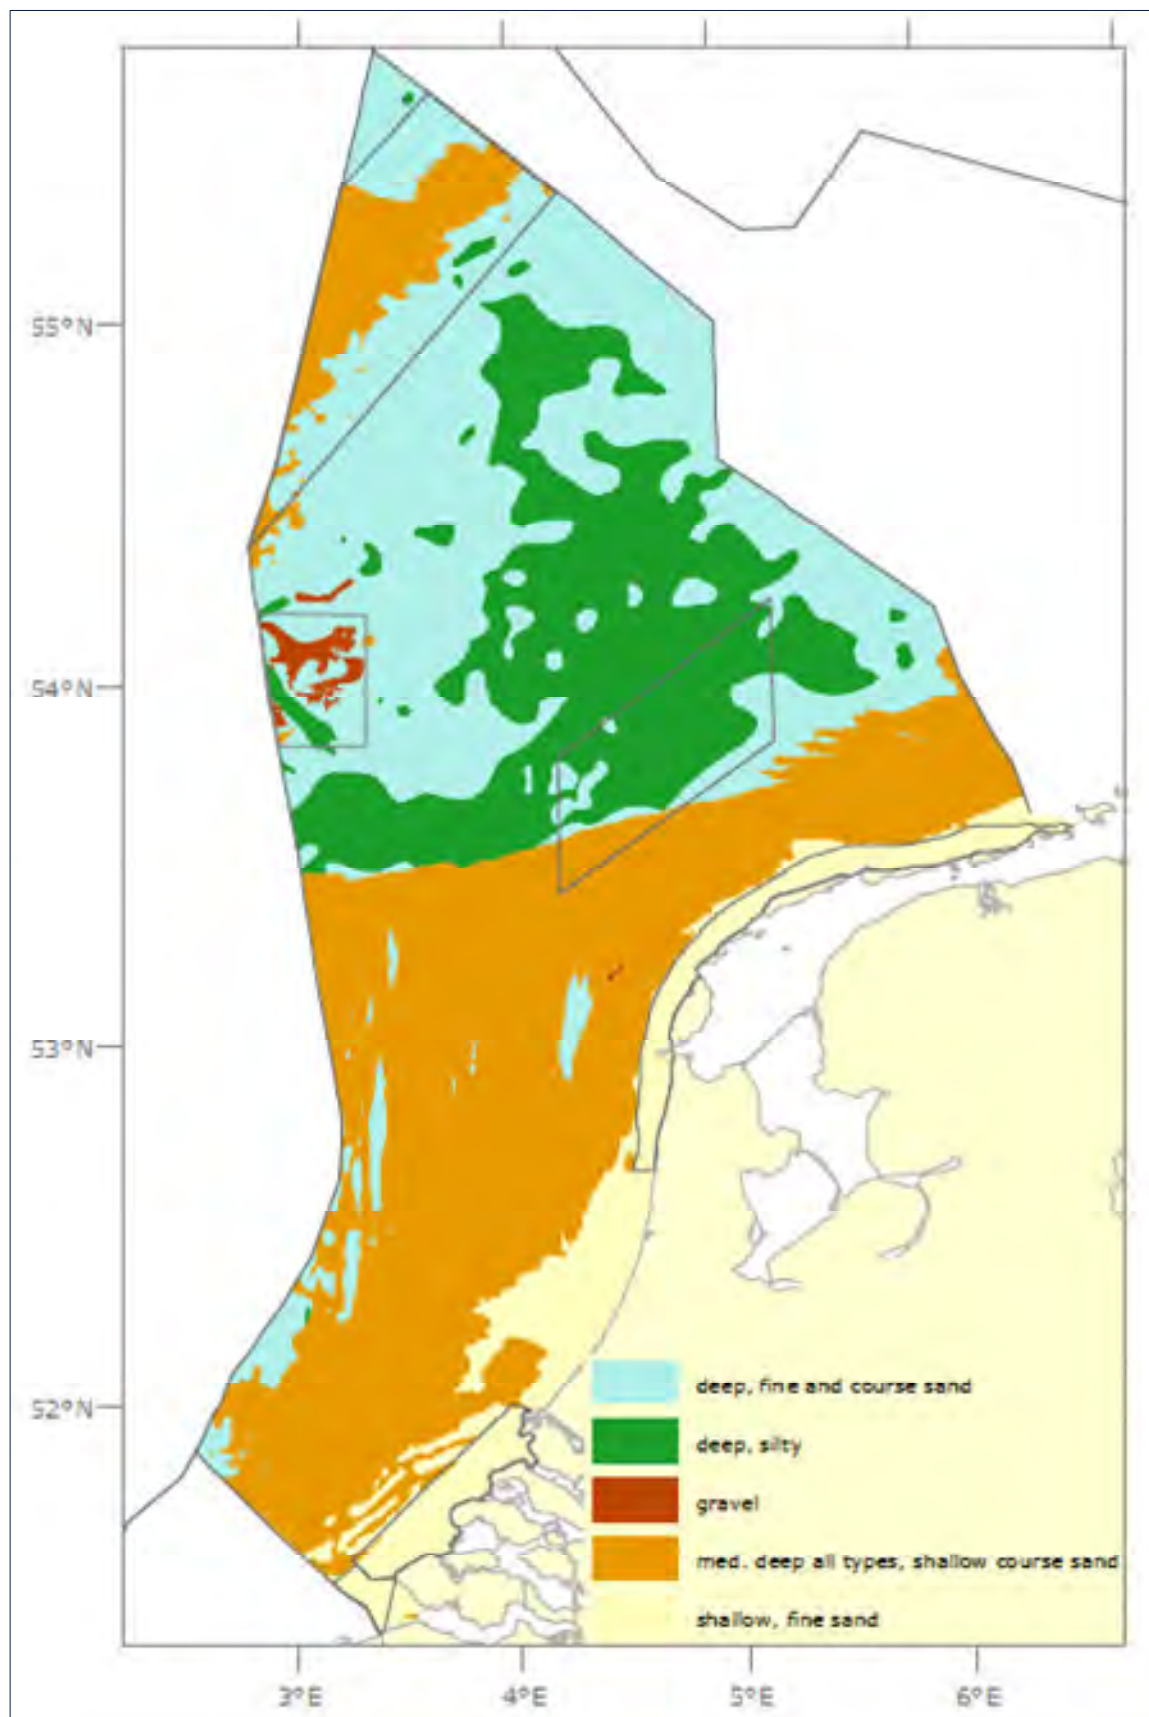 55°N
54°N
53°N
52°N
deep, fine and course sand
deep, silty
gravel
med. deep all types, shallow course sand
shallow, fine sand
3°E
4°E
5°E
6°E